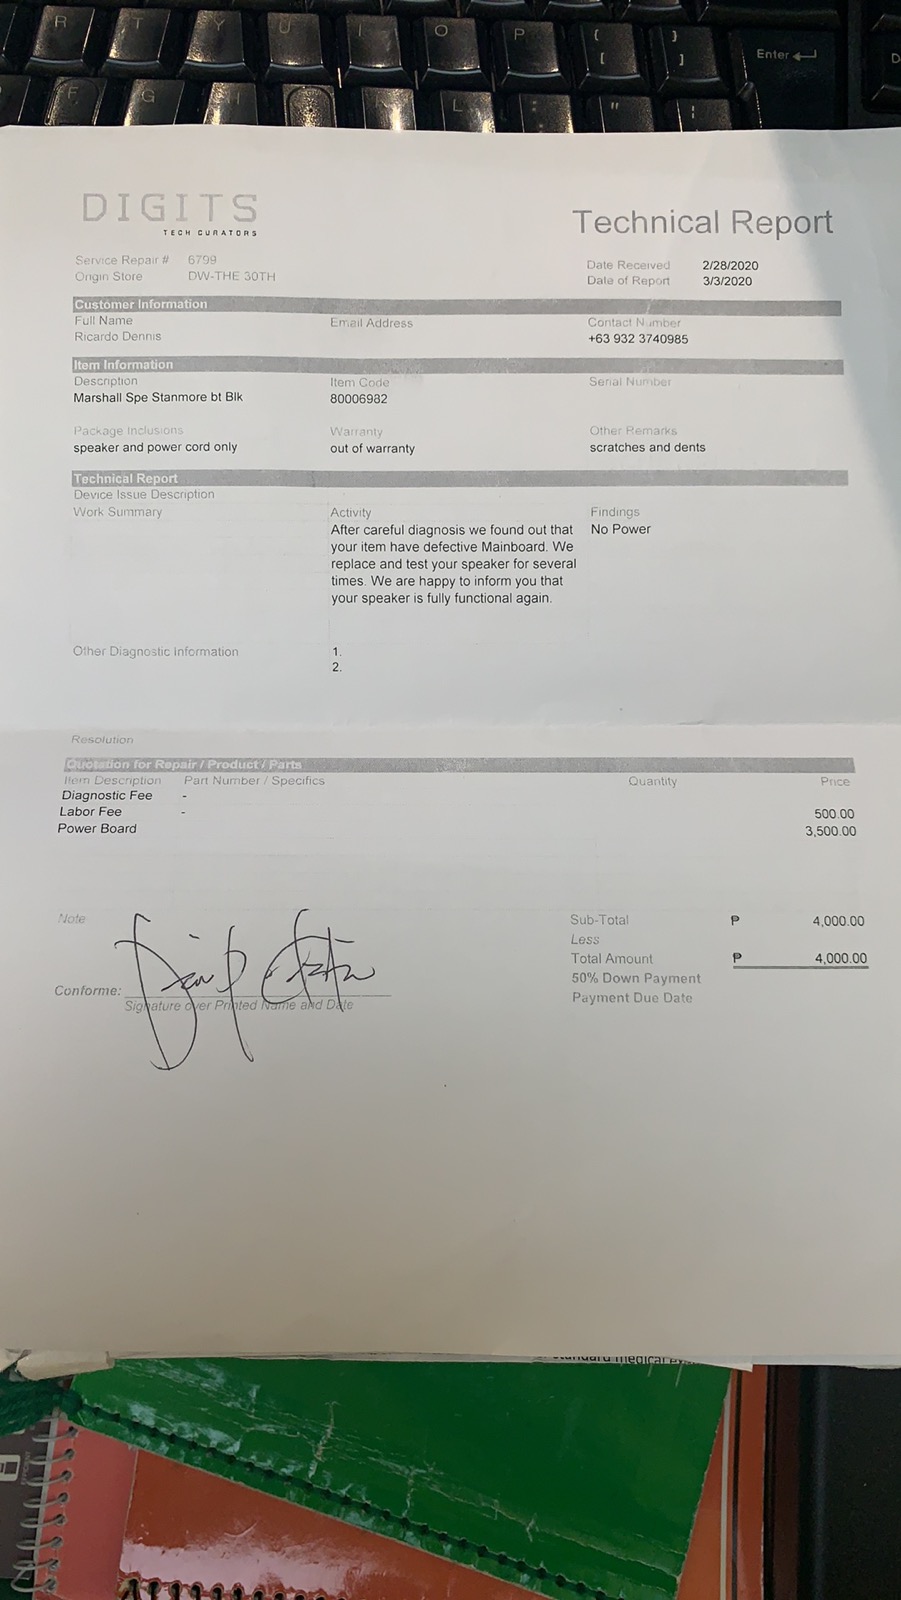 R T Y U I O P { [ } ] Enter D
F G H L : ; "
DIGITS
TECH CURATORS
Technical Report
Service Repair # 6799
Origin Store DW-THE 30TH
Date Received 2/28/2020
Date of Report 3/3/2020
Customer Information
Full Name Email Address Contact Number
Ricardo Dennis +63 932 3740985
Item Information
Description Item Code Serial Number
Marshall Spe Stanmore bt Blk 80006982
Package Inclusions Warranty Other Remarks
speaker and power cord only out of warranty scratches and dents
Technical Report
Device Issue Description
Work Summary Activity Findings
After careful diagnosis we found out that No Power
your item have defective Mainboard. We
replace and test your speaker for several
times. We are happy to inform you that
your speaker is fully functional again.
Other Diagnostic Information 1.
2.
Resolution
Quotation for Repair / Product / Parts
Item Description Part Number / Specifics Quantity Price
Diagnostic Fee -
Labor Fee - 500.00
Power Board 3,500.00
Note Sub-Total ₱ 4,000.00
Less
Total Amount ₱ 4,000.00
50% Down Payment
Conforme:
Signature over Printed Name and Date
Payment Due Date
standard medical